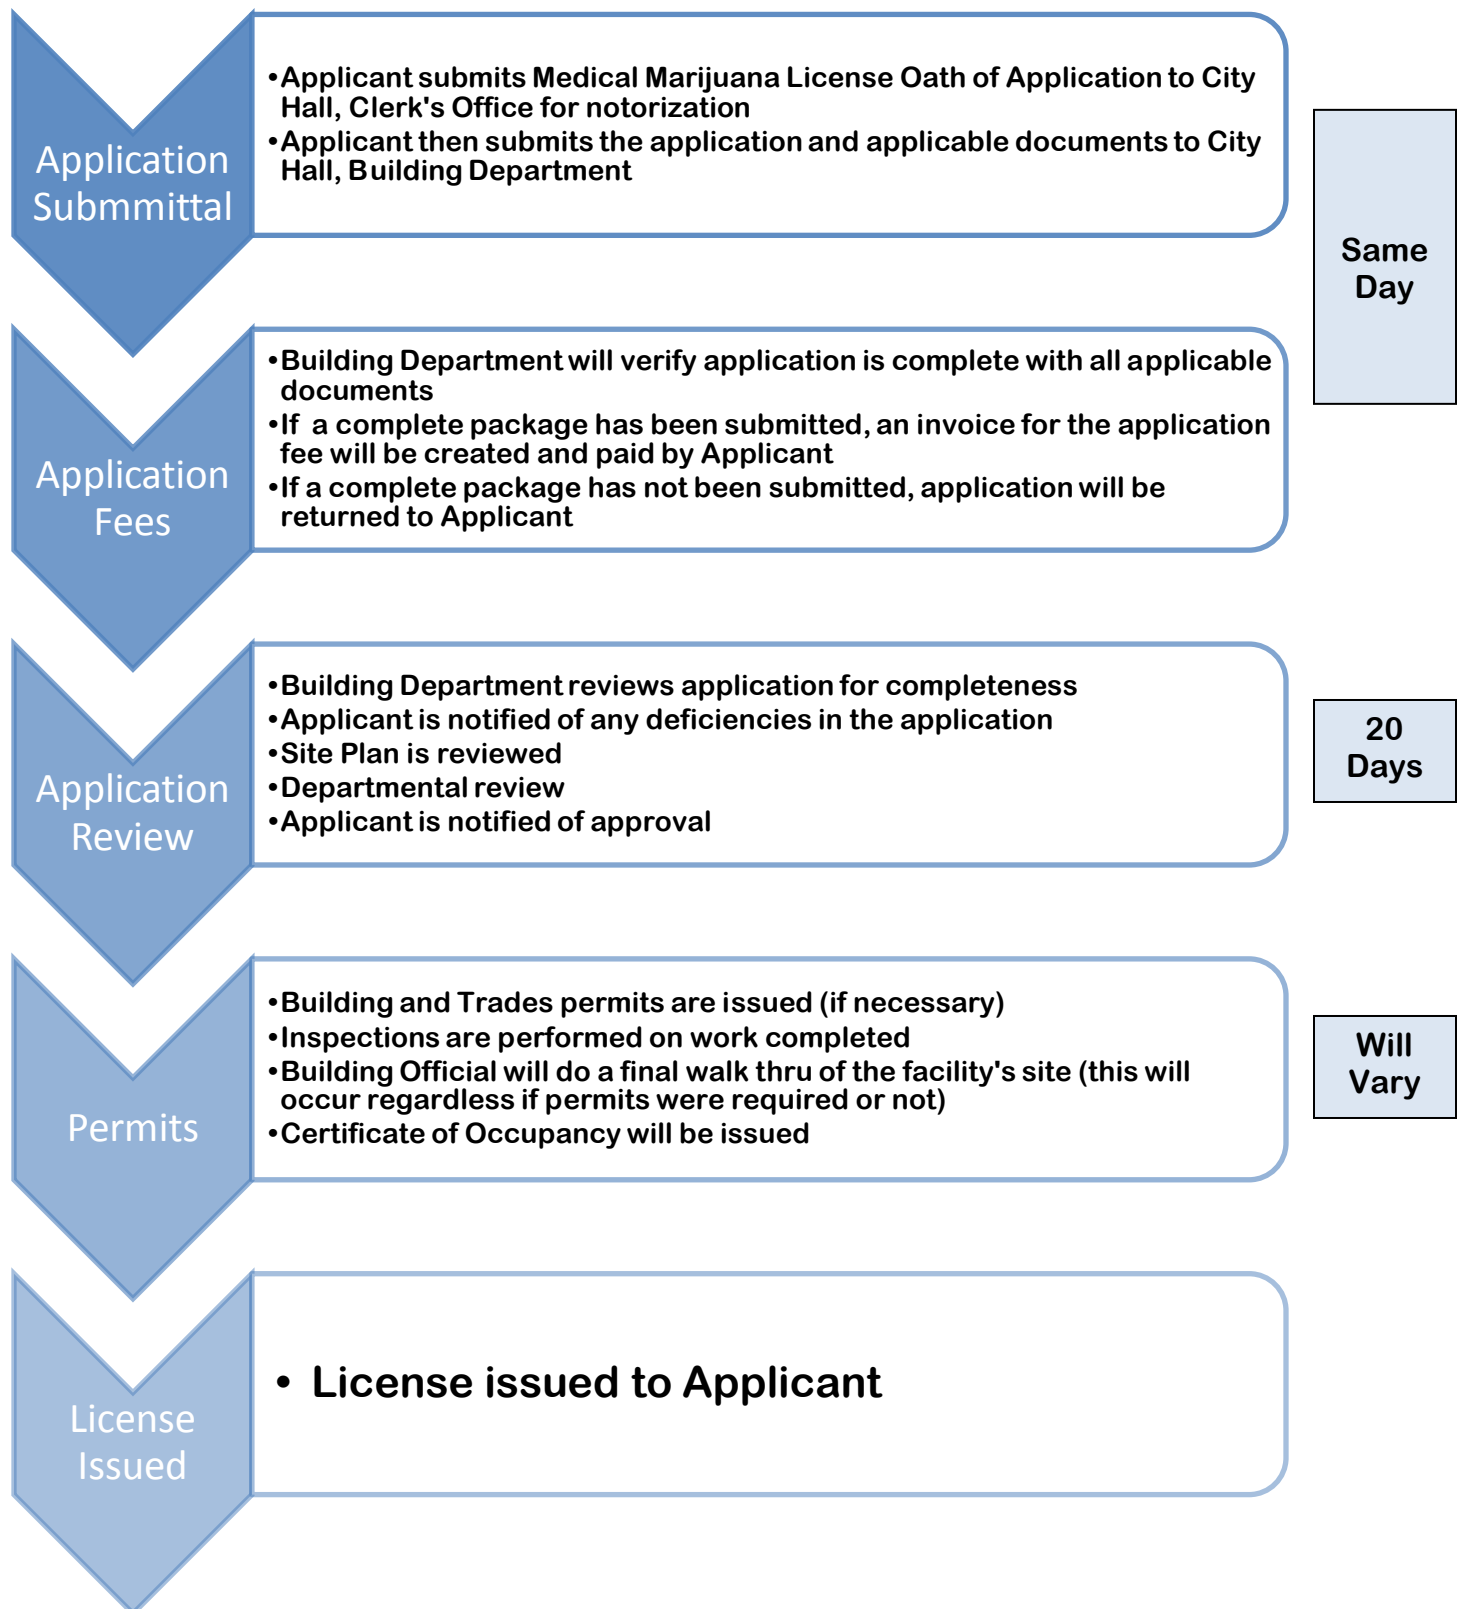 Application
Submmittal
•Applicant submits Medical Marijuana License Oath of Application to City
Hall, Clerk's Office for notorization
•Applicant then submits the application and applicable documents to City
Hall, Building Department
Same
Day
Application
Fees
•Building Department will verify application is complete with all applicable
documents
•If a complete package has been submitted, an invoice for the application
fee will be created and paid by Applicant
•If a complete package has not been submitted, application will be
returned to Applicant
Application
Review
•Building Department reviews application for completeness
•Applicant is notified of any deficiencies in the application
•Site Plan is reviewed
•Departmental review
•Applicant is notified of approval
20
Days
Permits
•Building and Trades permits are issued (if necessary)
•Inspections are performed on work completed
•Building Official will do a final walk thru of the facility's site (this will
occur regardless if permits were required or not)
•Certificate of Occupancy will be issued
Will
Vary
License
Issued
• License issued to Applicant